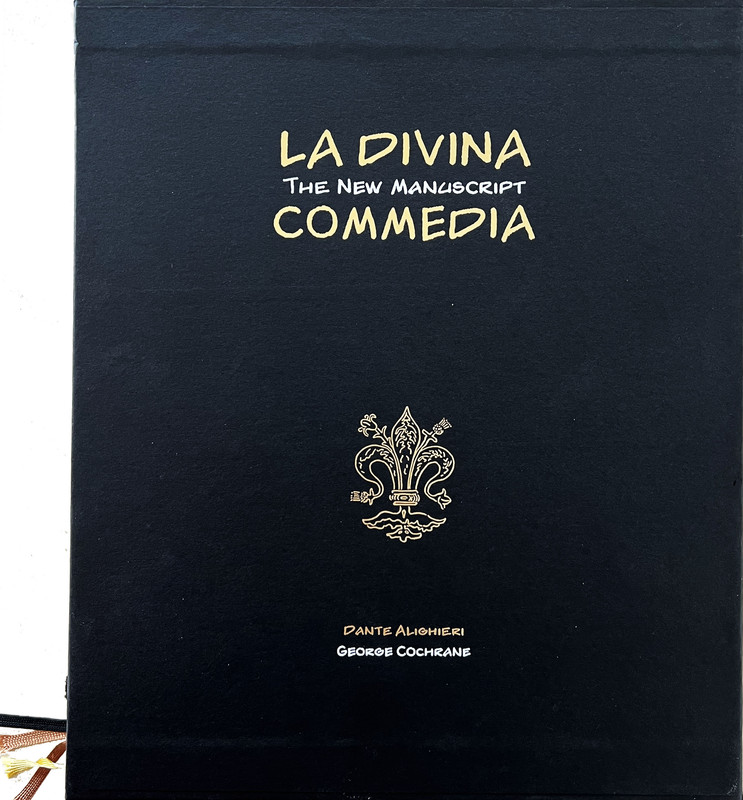 LA DIVINA
THE NEW MANUSCRIPT
COMMEDIA
DANTE ALIGHIERI
GEORGE COCHRANE